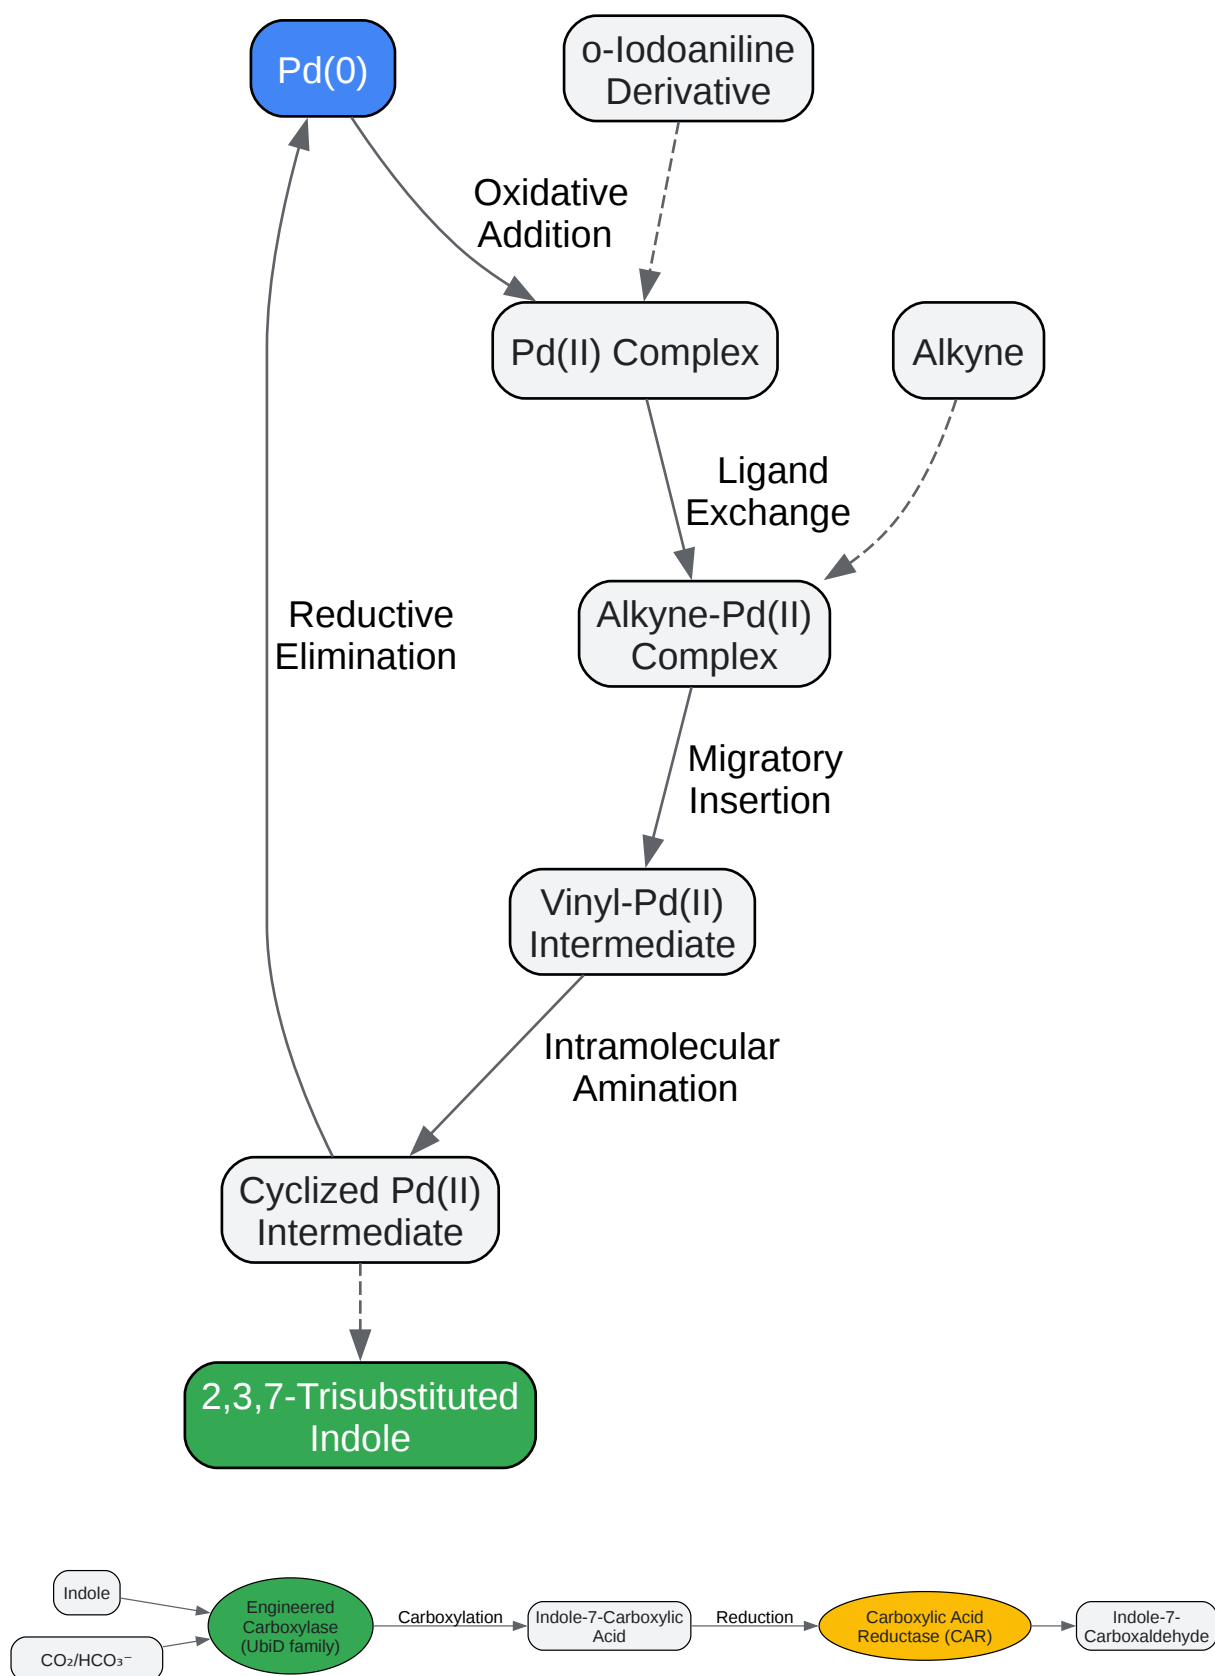 Pd(0)
o-Iodoaniline
Derivative
Oxidative
Addition
Pd(II) Complex
Alkyne
Ligand
Exchange
Alkyne-Pd(II)
Complex
Reductive
Elimination
Migratory
Insertion
Vinyl-Pd(II)
Intermediate
Intramolecular
Amination
Cyclized Pd(II)
Intermediate
2,3,7-Trisubstituted
Indole
Indole
CO₂/HCO₃⁻
Engineered
Carboxylase
(UbiD family)
Carboxylation
Indole-7-Carboxylic
Acid
Reduction
Carboxylic Acid
Reductase (CAR)
Indole-7-
Carboxaldehyde